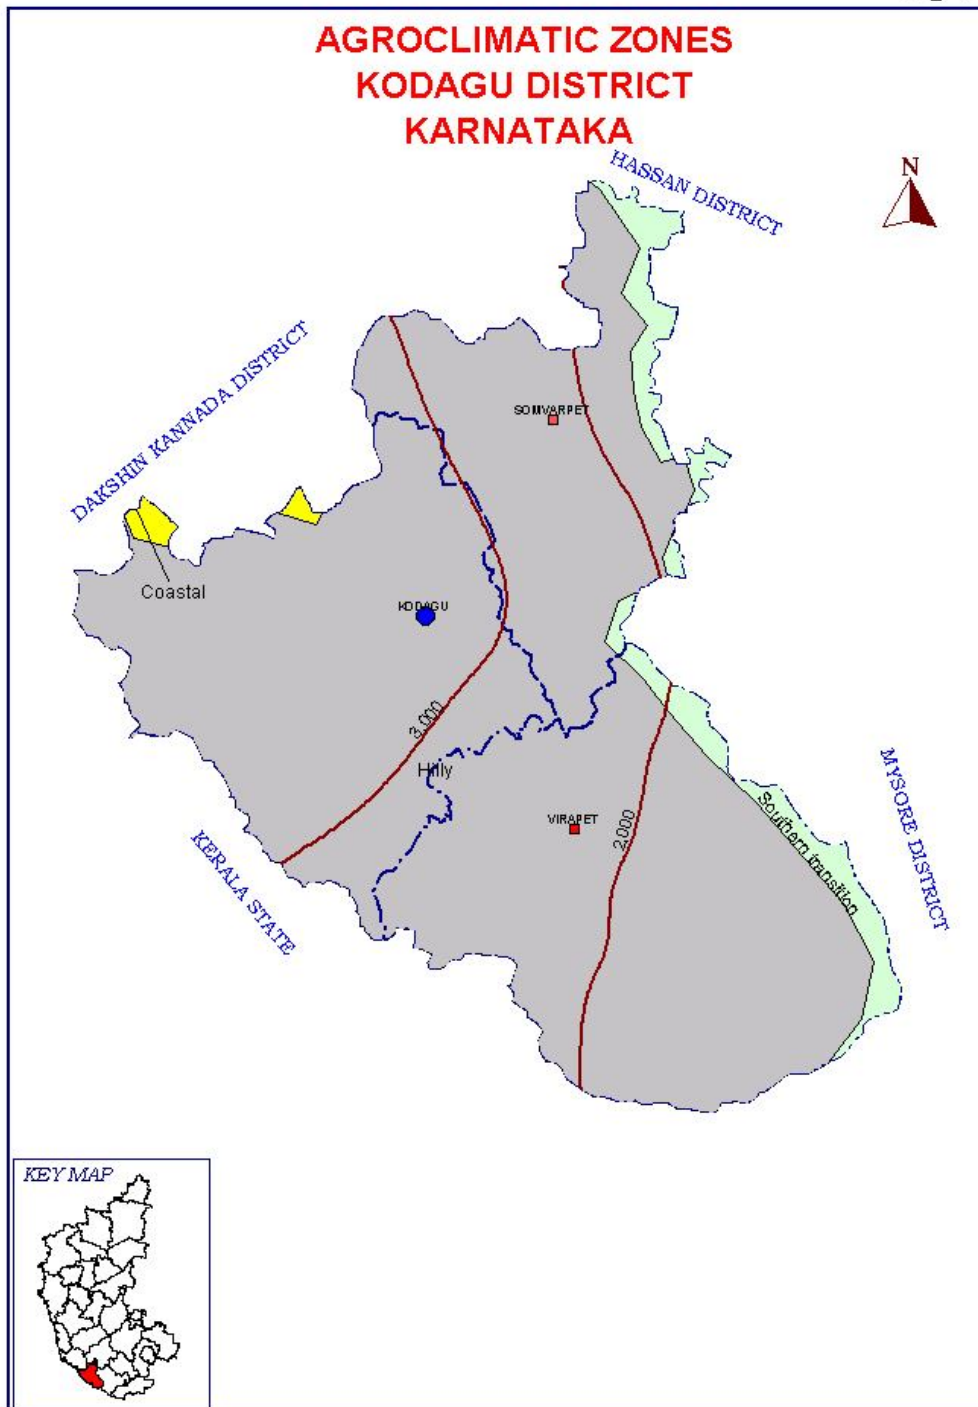 AGROCLIMATIC ZONES
KODAGU DISTRICT
KARNATAKA
HASSAN DISTRICT
N
DAKSHIN KANNADA DISTRICT
SOMVARPET
Coastal
KODAGU
3,000
Hilly
VIRAPET
2,000
Southern transition
MYSORE DISTRICT
KERALA STATE
KEY MAP